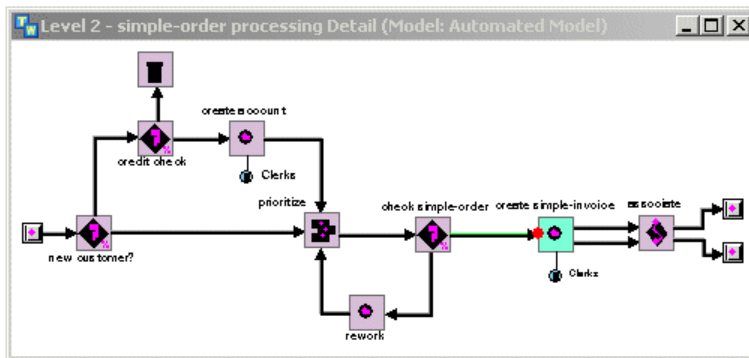 TW Level 2 - simple-order processing Detail (Model: Automated Model)
create account
credit check
Clerks
prioritize
check simple-order
create simple-invoice
associate
new customer?
Clerks
rework